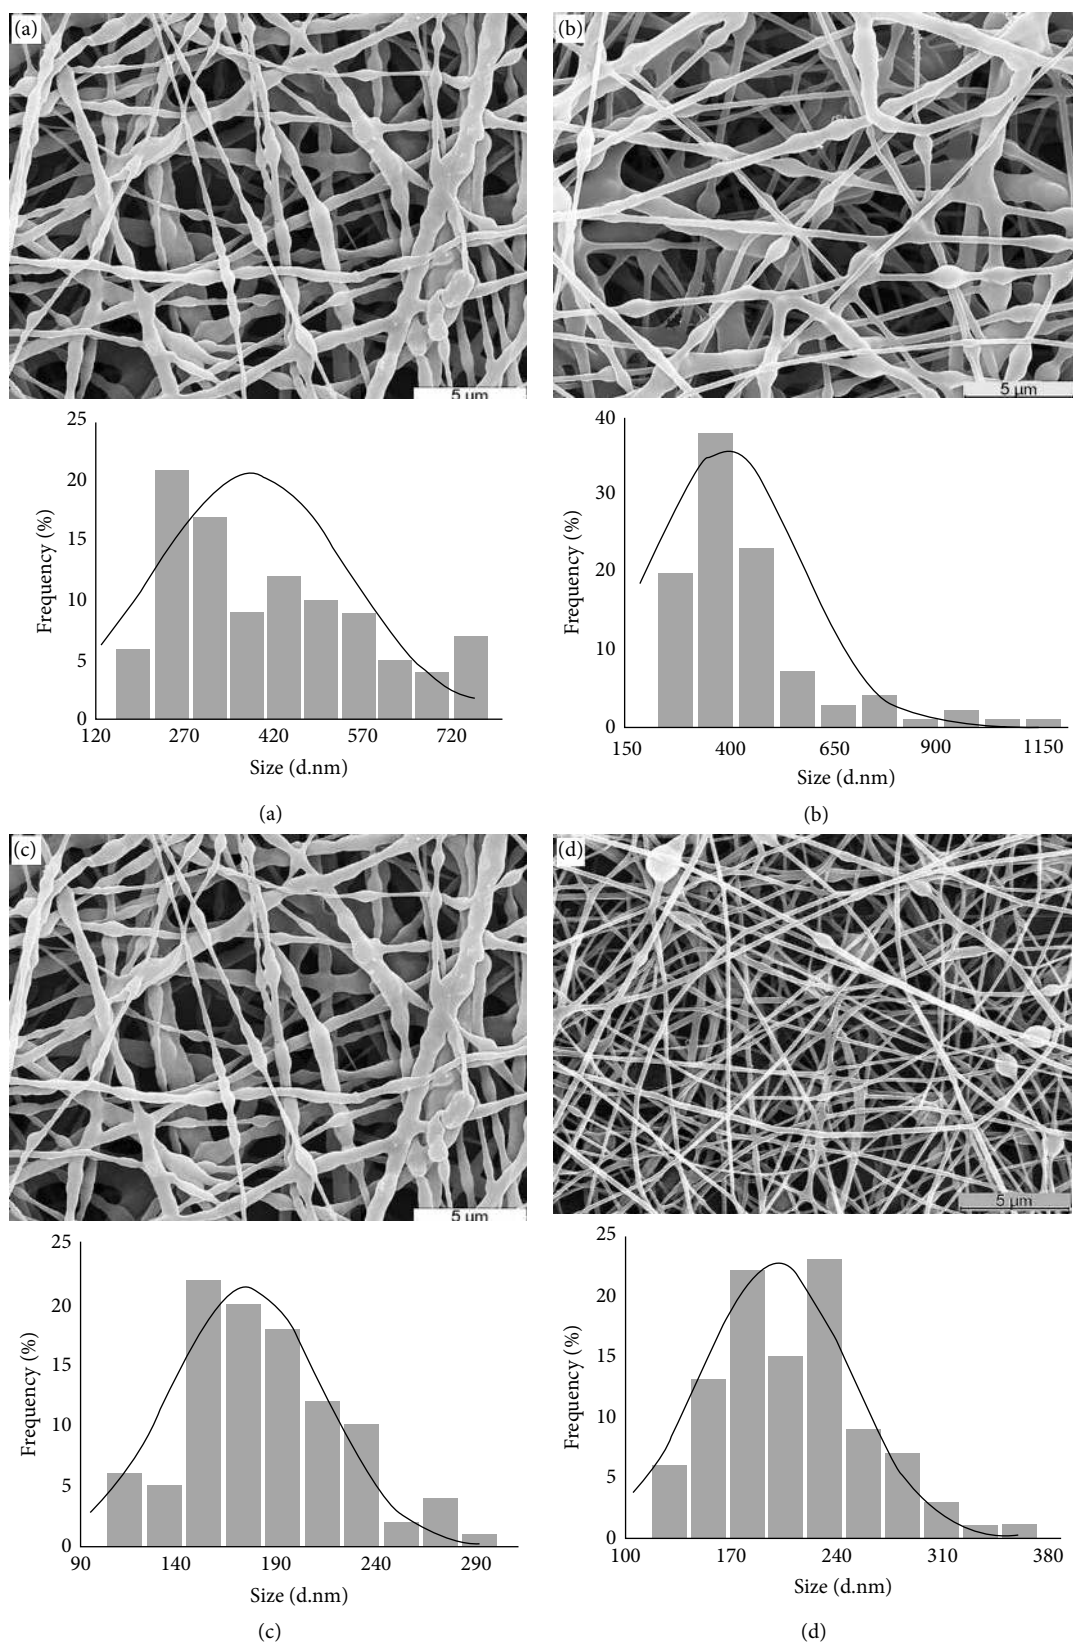 (a)
5 µm
25
20
15
10
5
0
Frequency (%)
120 270 420 570 720
Size (d.nm)
(a)
(b)
5 µm
40
30
20
10
0
Frequency (%)
150 400 650 900 1150
Size (d.nm)
(b)
(c)
5 µm
25
20
15
10
5
0
Frequency (%)
90 140 190 240 290
Size (d.nm)
(c)
(d)
5 µm
25
20
15
10
5
0
Frequency (%)
100 170 240 310 380
Size (d.nm)
(d)